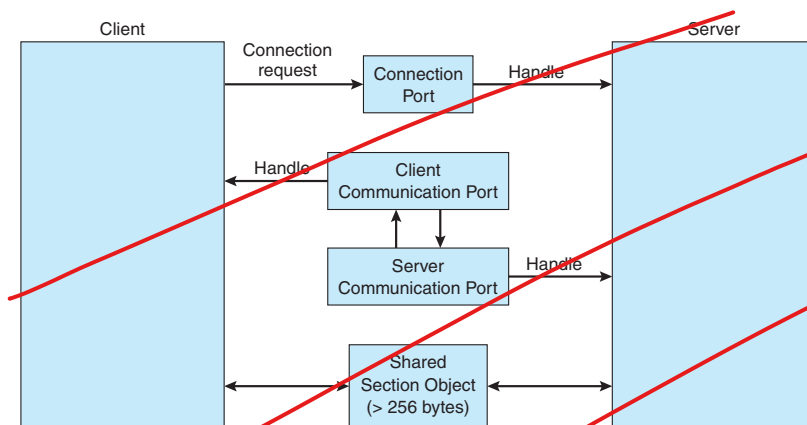 Client
Server
Connection
request
Connection
Port
Handle
Handle
Client
Communication Port
Server
Communication Port
Handle
Shared
Section Object
(> 256 bytes)